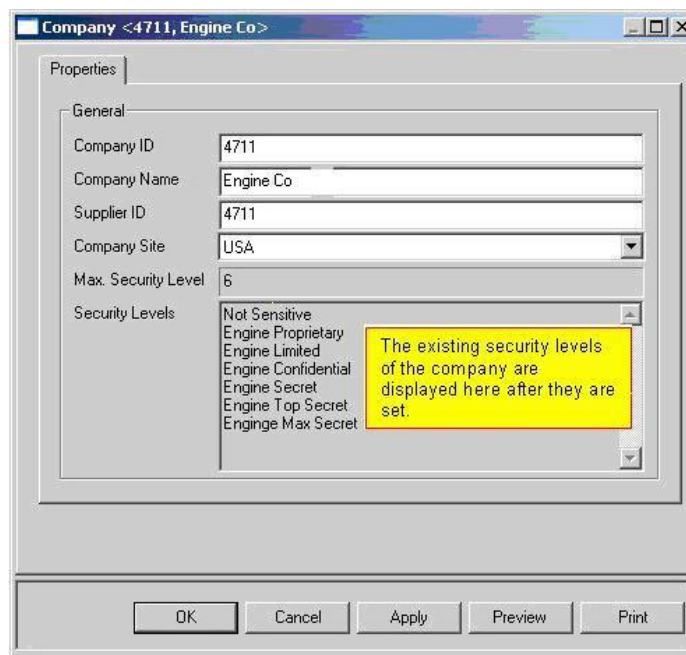 Company <4711, Engine Co>
Properties
General
Company ID 4711
Company Name Engine Co
Supplier ID 4711
Company Site USA
Max. Security Level 6
Security Levels Not Sensitive
Engine Proprietary
Engine Limited
Engine Confidential
Engine Secret
Engine Top Secret
Enginge Max Secret
The existing security levels
of the company are
displayed here after they are
set.
OK Cancel Apply Preview Print